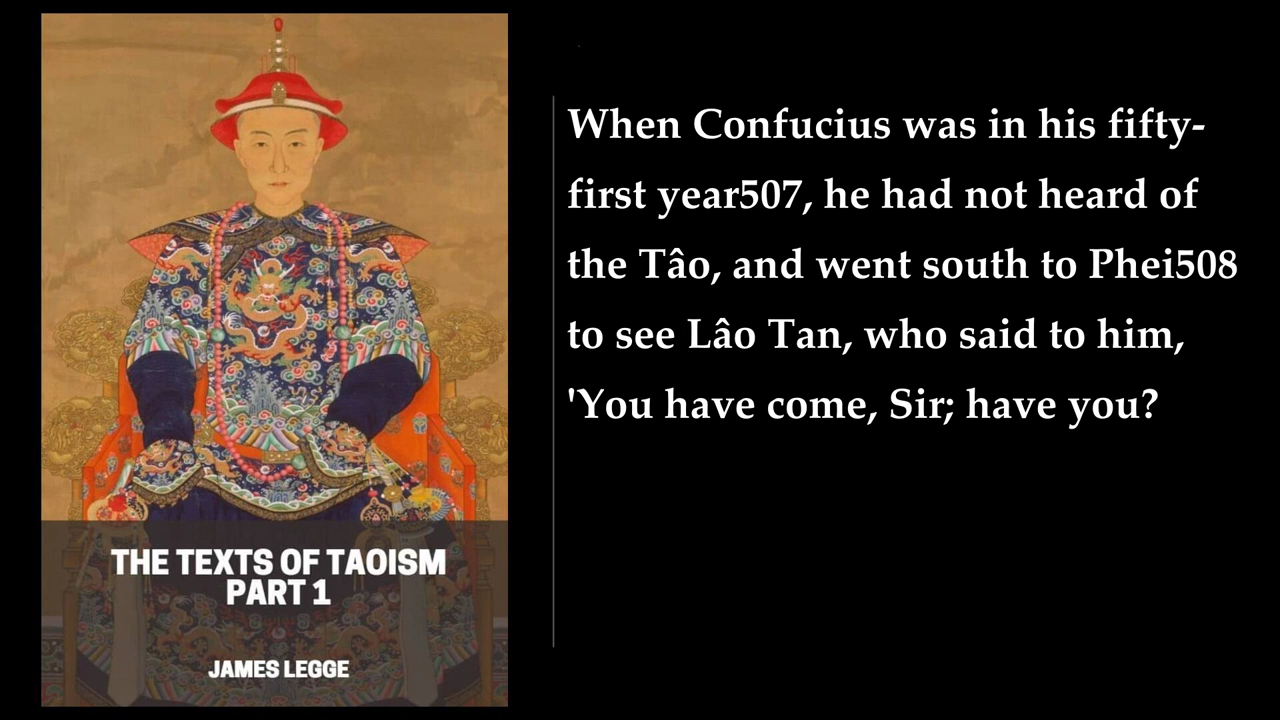 When Confucius was in his fifty-
first year507, he had not heard of
the Tâo, and went south to Phei508
to see Lâo Tan, who said to him,
'You have come, Sir; have you?
THE TEXTS OF TAOISM
PART 1
JAMES LEGGE